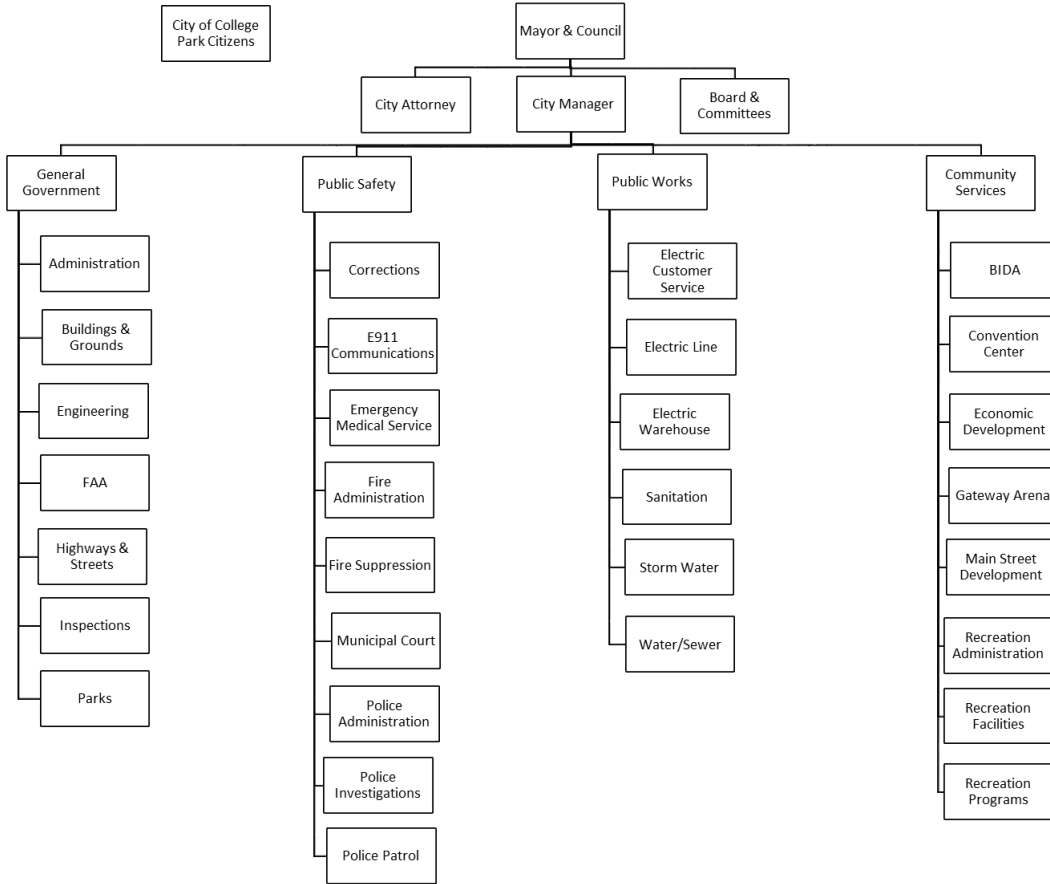 City of College
Park Citizens
Mayor & Council
City Attorney
City Manager
Board &
Committees
General
Government
Administration
Buildings &
Grounds
Engineering
FAA
Highways &
Streets
Inspections
Parks
Public Safety
Corrections
E911
Communications
Emergency
Medical Service
Fire
Administration
Fire Suppression
Municipal Court
Police
Administration
Police
Investigations
Police Patrol
Public Works
Electric
Customer
Service
Electric Line
Electric
Warehouse
Sanitation
Storm Water
Water/Sewer
Community
Services
BIDA
Convention
Center
Economic
Development
Gateway Arena
Main Street
Development
Recreation
Administration
Recreation
Facilities
Recreation
Programs